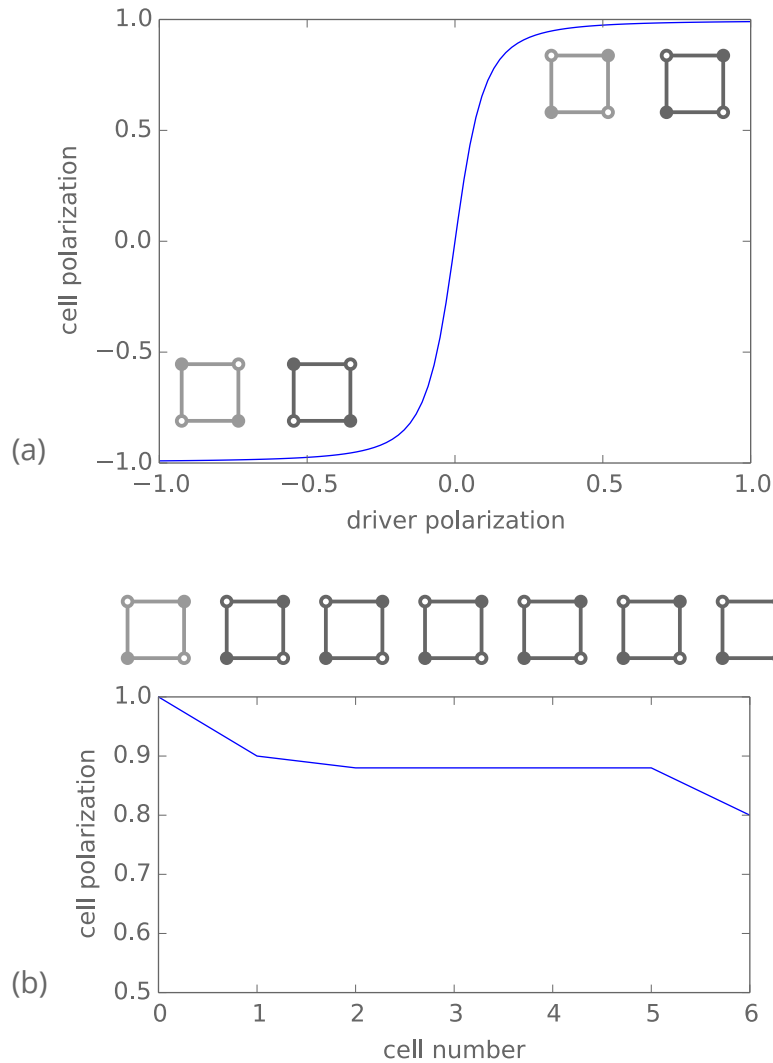 1.0
0.5
0.0
−0.5
−1.0
cell polarization
(a)
−1.0 −0.5 0.0 0.5 1.0
driver polarization
1.0
0.9
0.8
0.7
0.6
0.5
cell polarization
(b)
0 1 2 3 4 5 6
cell number